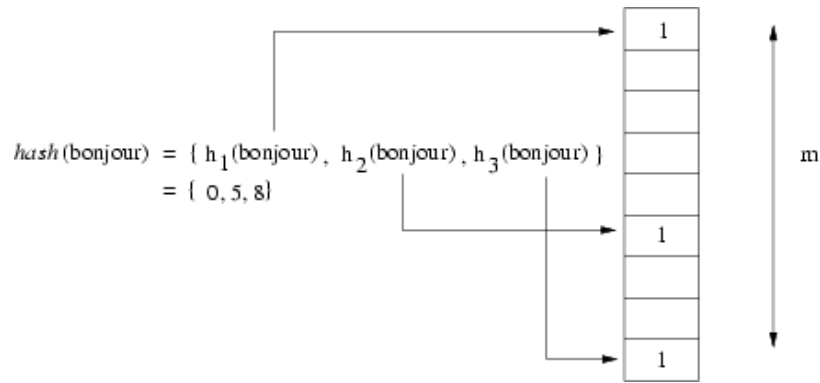 1
hash(bonjour) = { h1(bonjour), h2(bonjour), h3(bonjour) }
m
= { 0, 5, 8}
1
1